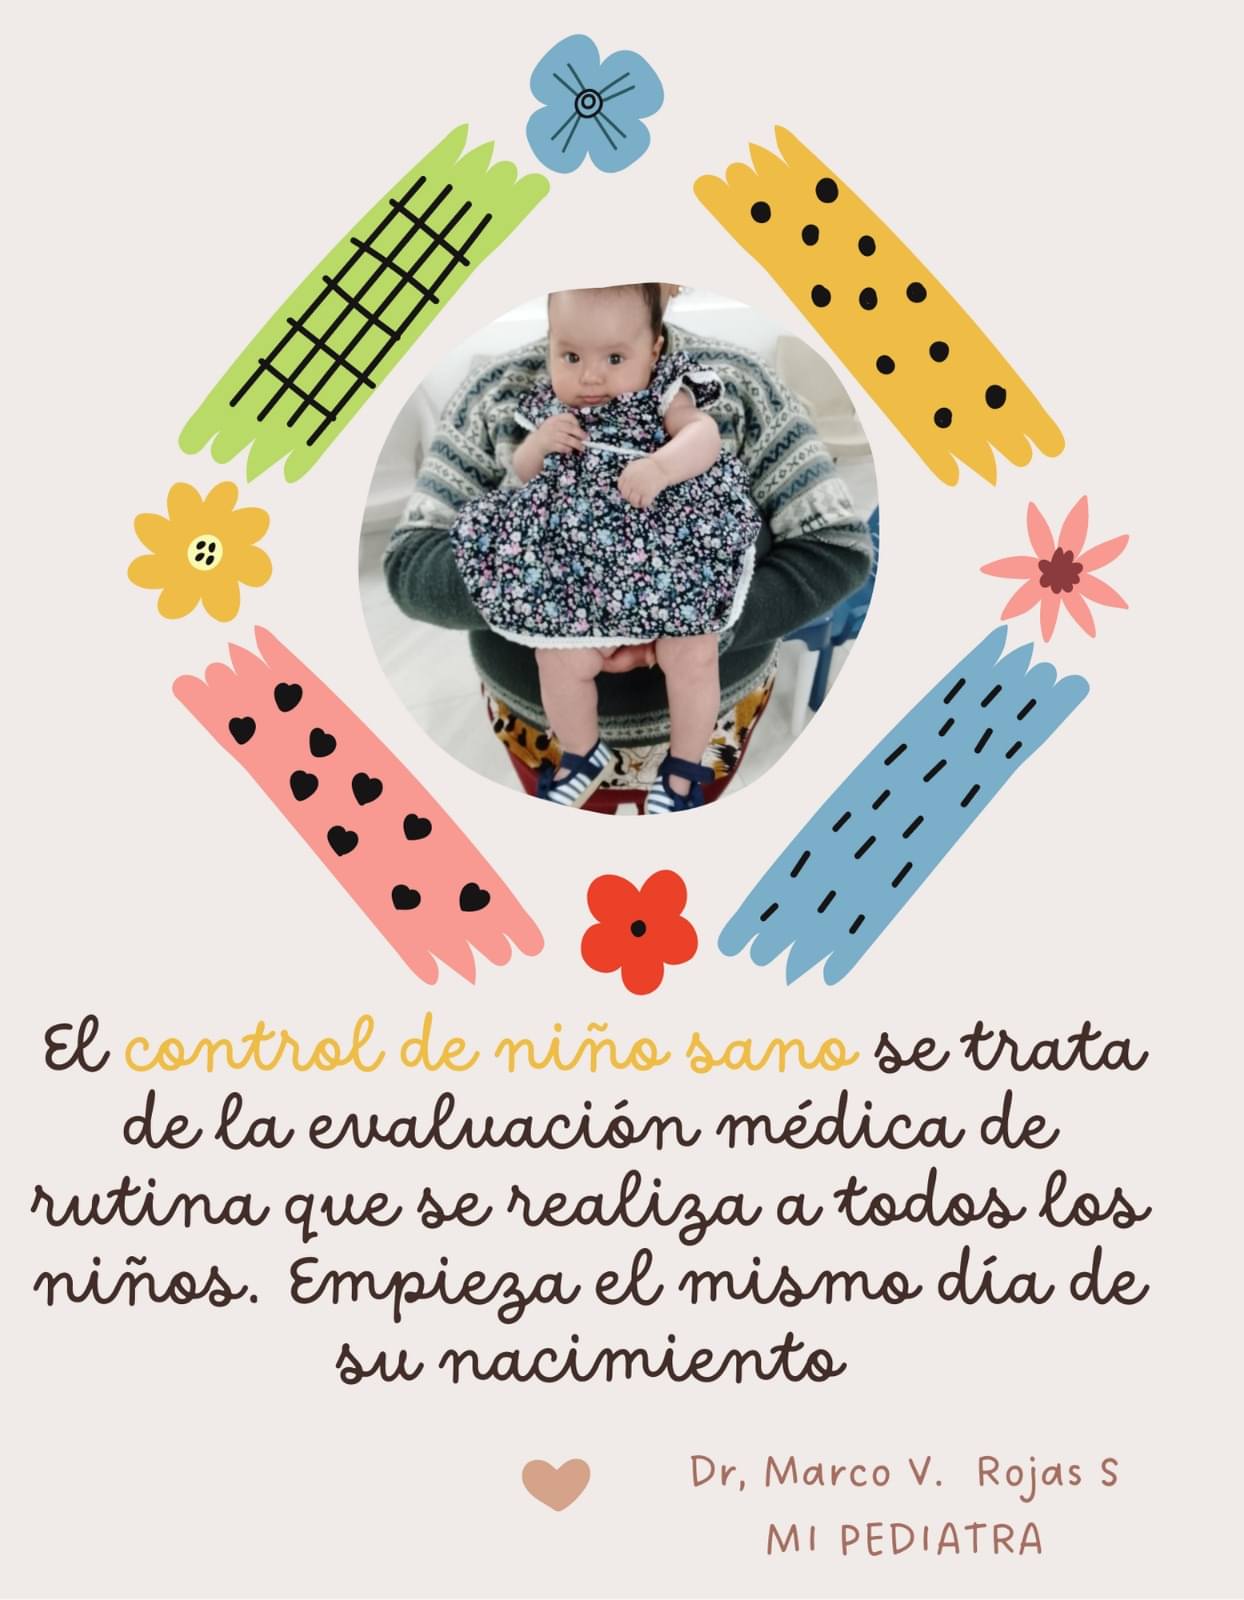 El control de niño sano se trata
de la evaluación médica de
rutina que se realiza a todos los
niños. Empieza el mismo día de
su nacimiento
Dr, Marco V. Rojas S
MI PEDIATRA